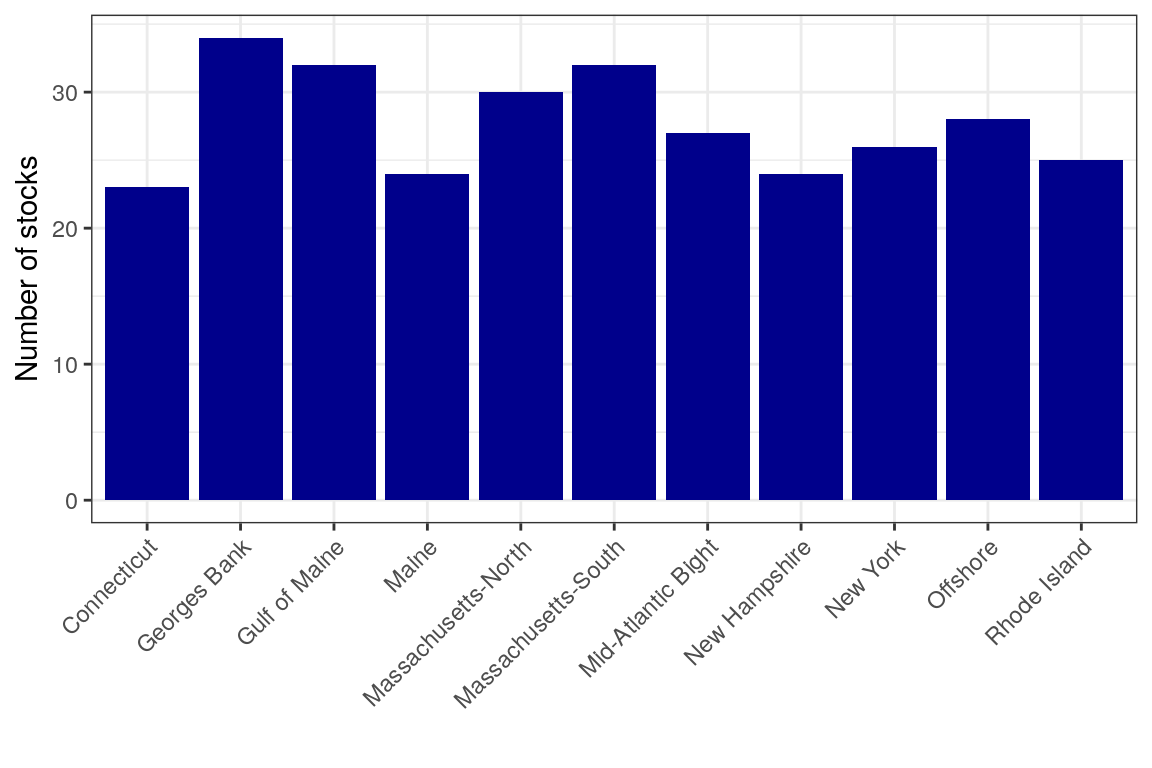 Number of stocks
30
20
10
0
Connecticut
Georges Bank
Gulf of Maine
Maine
Massachusetts-North
Massachusetts-South
Mid-Atlantic Bight
New Hampshire
New York
Offshore
Rhode Island